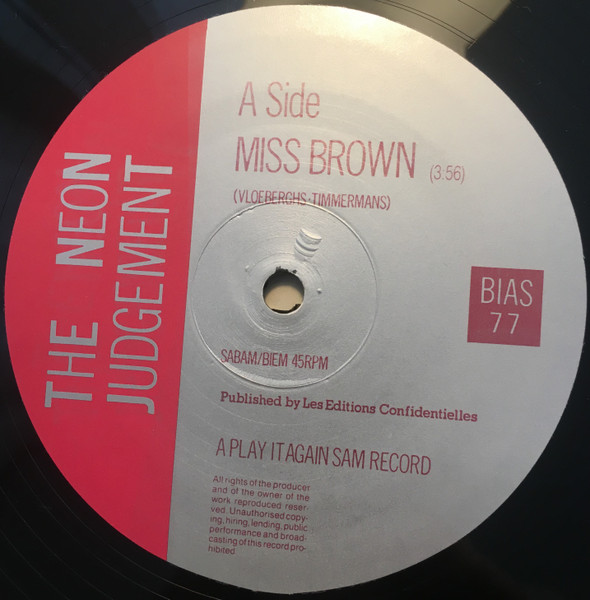 THE NEON
JUDGEMENT
A Side
MISS BROWN (3:56)
(VLOEBERGHS-TIMMERMANS)
BIAS
77
SABAM/BIEM 45RPM
Published by Les Editions Confidentielles
A PLAY IT AGAIN SAM RECORD
All rights of the producer
and of the owner of the
work reproduced reser-
ved. Unauthorised copy-
ing, hiring, lending, public
performance and broad-
casting of this record pro-
hibited